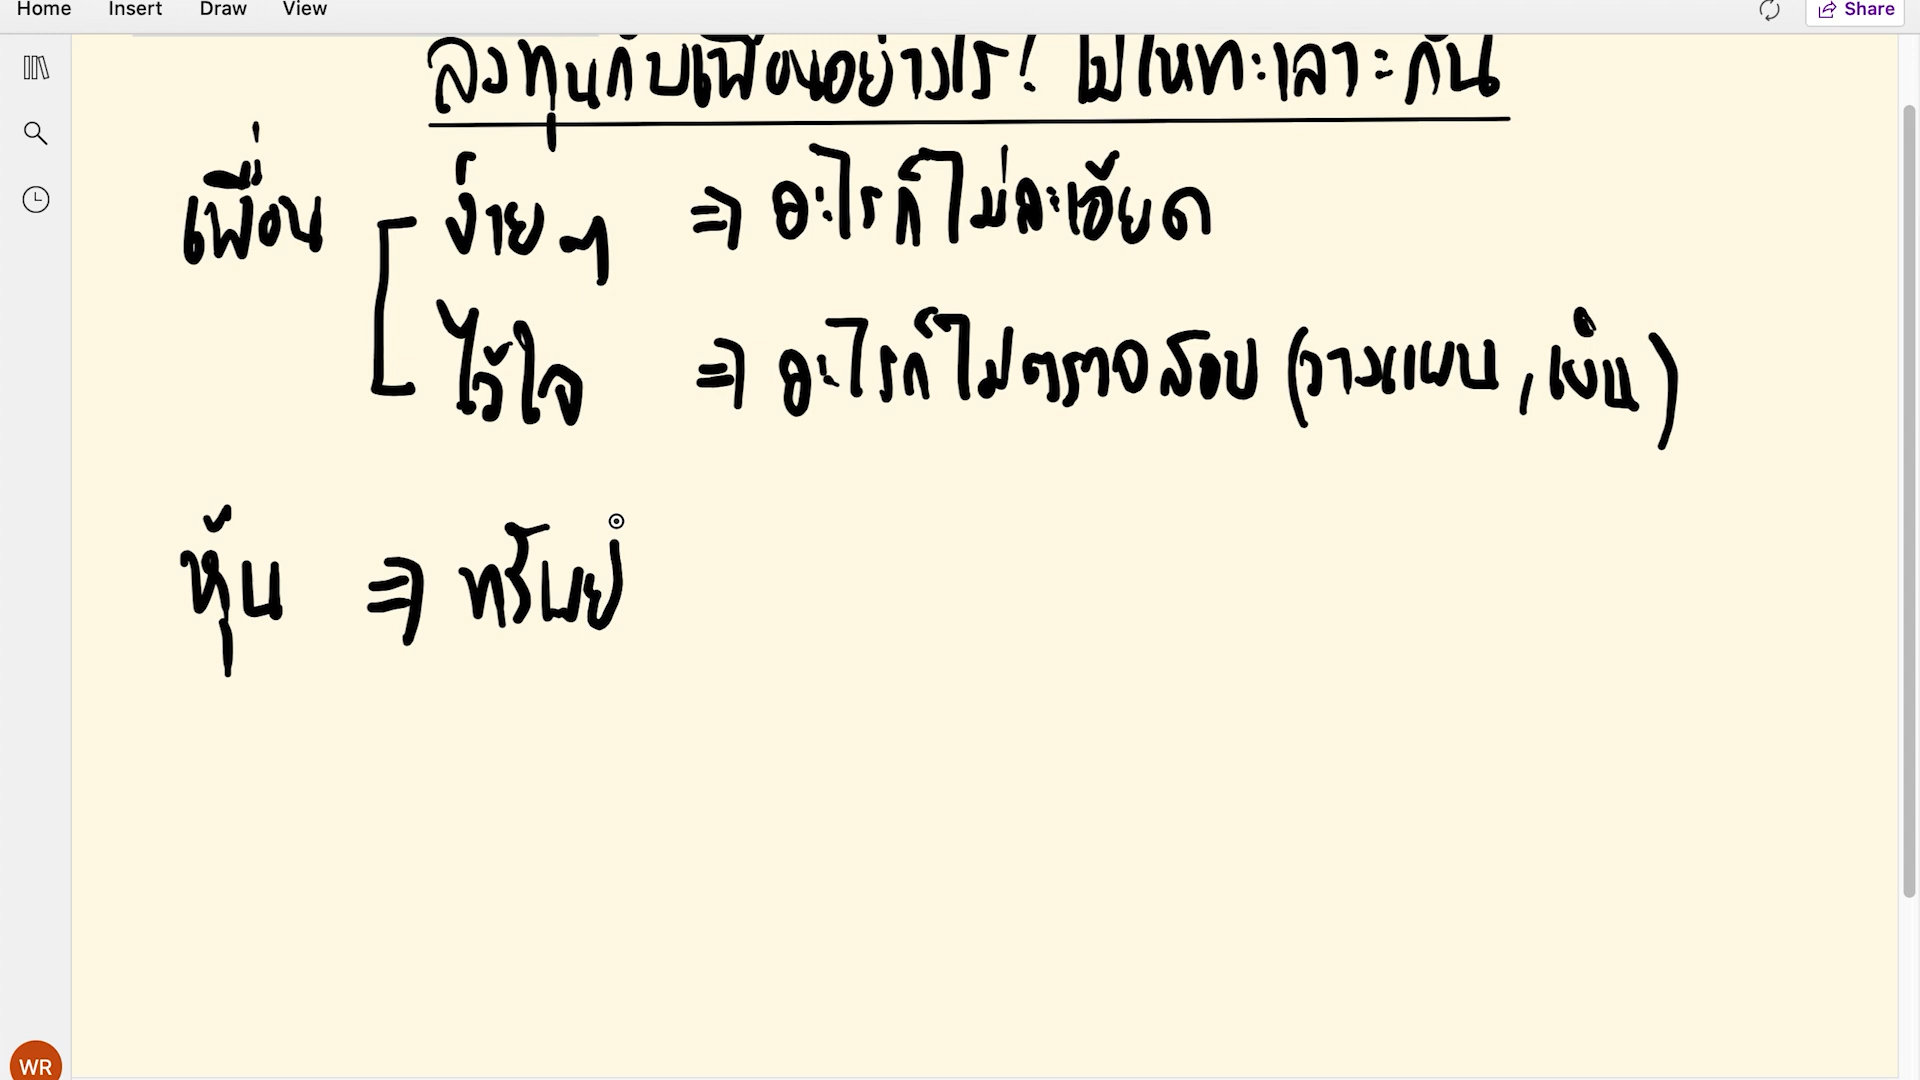 Home Insert Draw View Share
ลงทุนกับเพื่อนอย่างไร! ไม่ให้ทะเลาะกัน
เพื่อน ง่ายๆ ⇒ อะไรก็ไม่ละเอียด
ไว้ใจ ⇒ อะไรก็ไม่ตรวจสอบ (วางแผน, เงิน)
หุ้น ⇒ ทรัพย์
WR